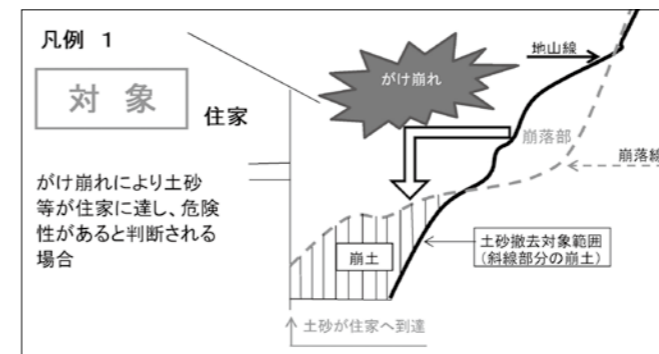 凡例 1
対 象
住家
がけ崩れにより土砂
等が住家に達し、危険
性があると判断される
場合
がけ崩れ
地山線
崩落部
崩落線
崩土
土砂撤去対象範囲
(斜線部分の崩土)
土砂が住家へ到達